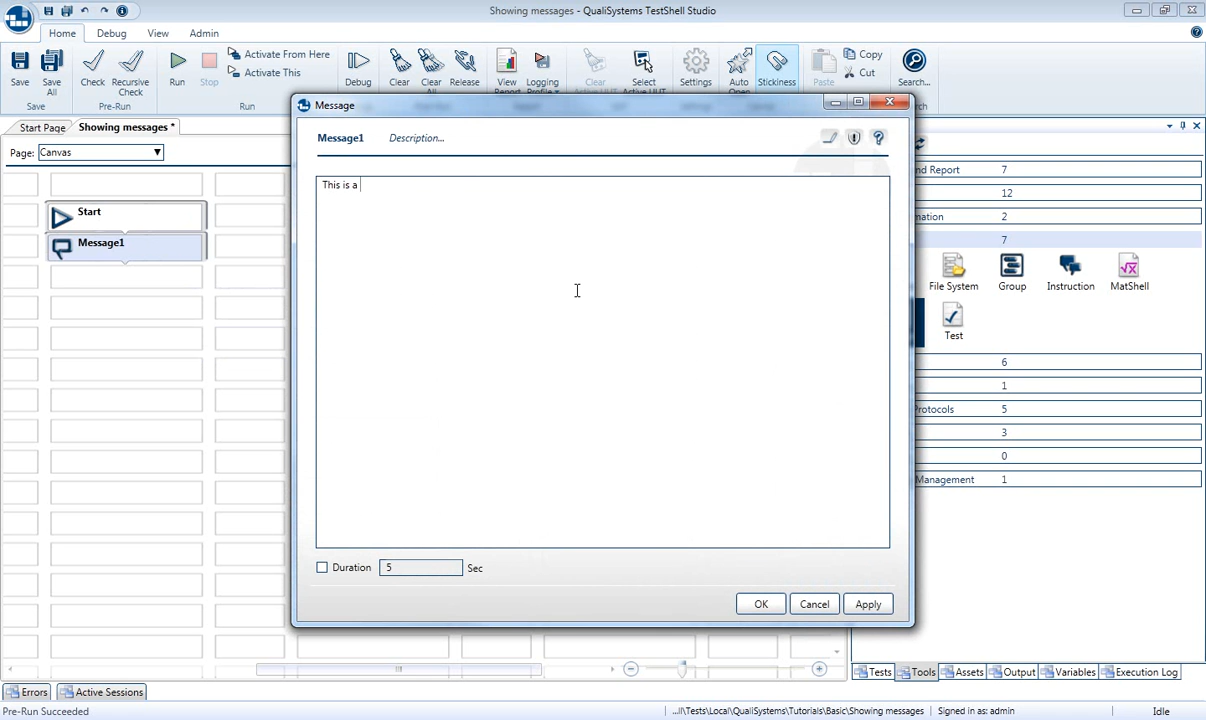 Showing messages - QualiSystems TestShell Studio
Home Debug View Admin
Save
Save All
Check
Recursive Check
Run
Stop
Activate From Here
Activate This
Debug
Clear
Clear
Release
View
Logging
Clear
Select
Settings
Auto
Stickiness
Paste
Copy
Cut
Search...
Save
Pre-Run
Run
Message
Start Page
Showing messages *
Page: Canvas
Message1 Description...
This is a
Start
Message1
nd Report 7
12
mation 2
7
File System
Group
Instruction
MatShell
Test
6
1
Protocols 5
3
0
Management 1
Duration 5 Sec
OK Cancel Apply
Tests Tools Assets Output Variables Execution Log
Errors Active Sessions
Pre-Run Succeeded
...ll\Tests\Local\QualiSystems\Tutorials\Basic\Showing messages
Signed in as: admin
Idle